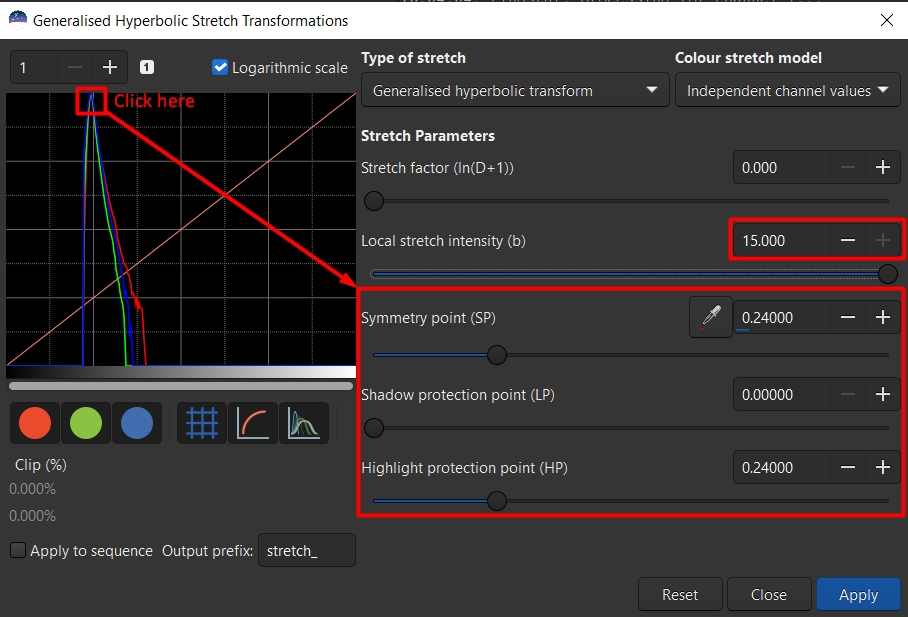 Generalised Hyperbolic Stretch Transformations
1
1
Logarithmic scale
Click here
Clip (%)
0.000%
0.000%
Apply to sequence
Output prefix:
stretch_
Type of stretch
Generalised hyperbolic transform
Colour stretch model
Independent channel values
Stretch Parameters
Stretch factor (ln(D+1))
0.000
Local stretch intensity (b)
15.000
Symmetry point (SP)
0.24000
Shadow protection point (LP)
0.00000
Highlight protection point (HP)
0.24000
Reset
Close
Apply